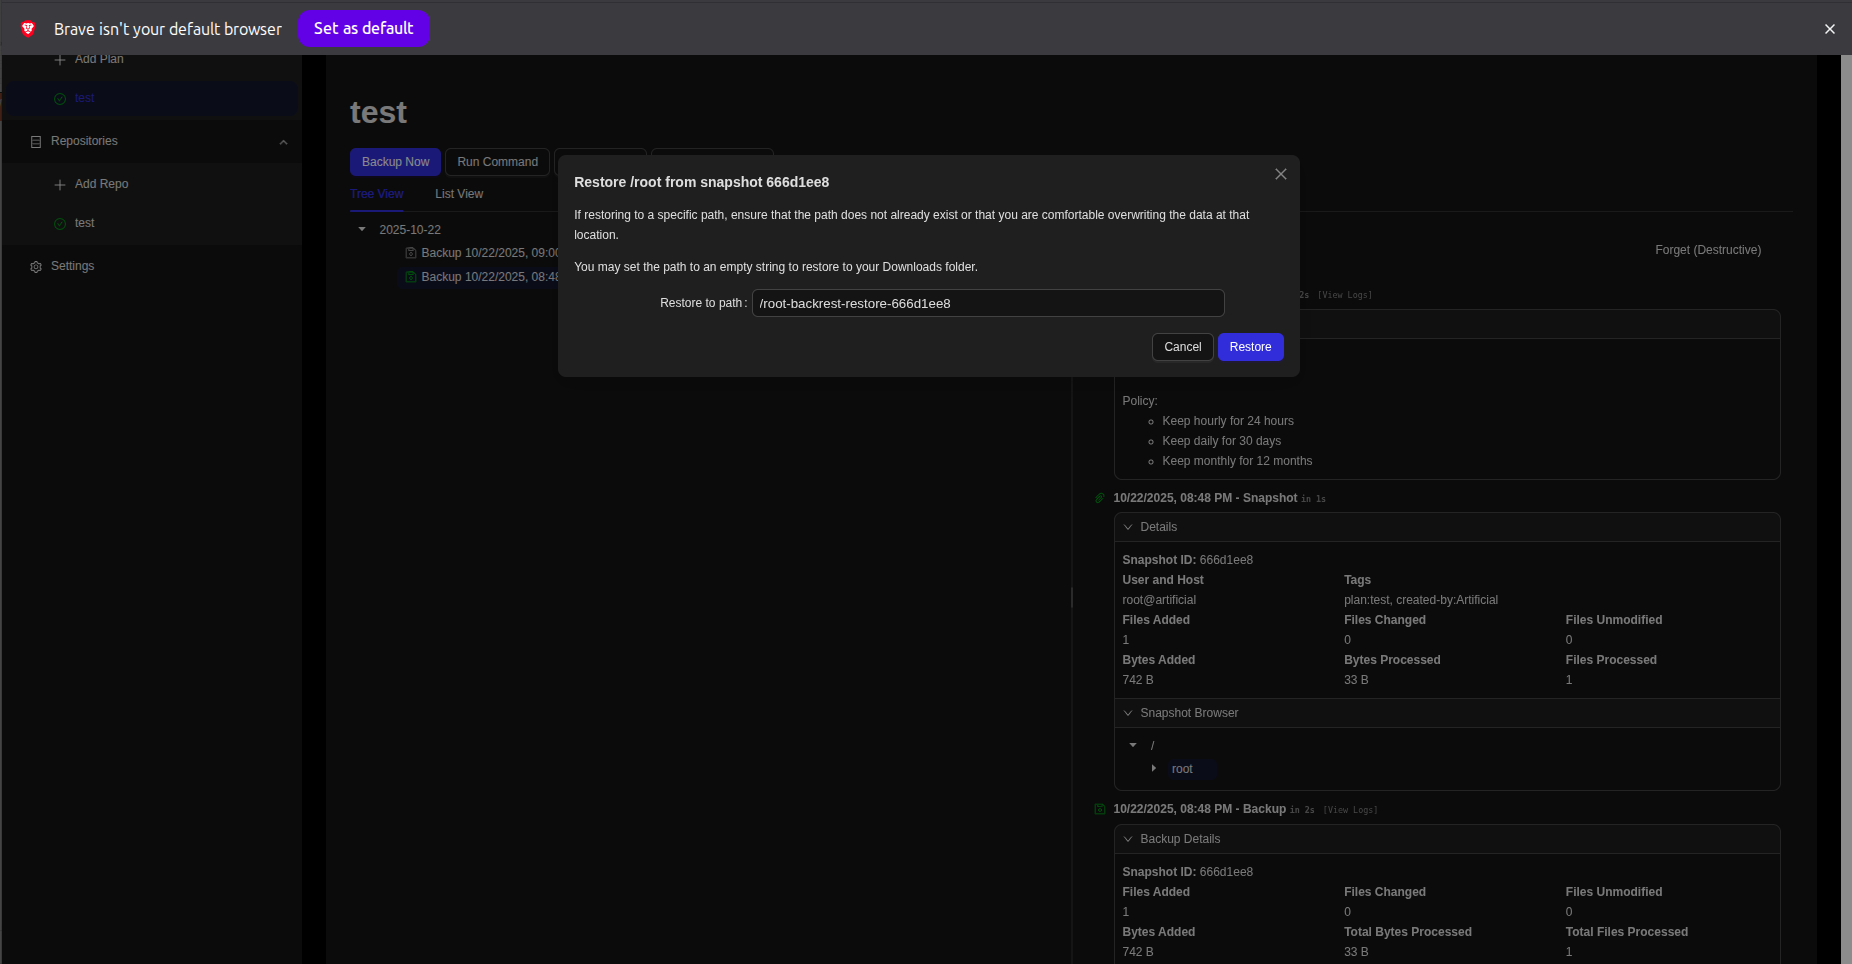 Brave isn't your default browser
Set as default
Add Plan
test
Repositories
Add Repo
test
Settings
test
Backup Now
Run Command
Tree View
List View
2025-10-22
Backup 10/22/2025, 09:00
Backup 10/22/2025, 08:48
Restore /root from snapshot 666d1ee8
If restoring to a specific path, ensure that the path does not already exist or that you are comfortable overwriting the data at that
location.
You may set the path to an empty string to restore to your Downloads folder.
Restore to path :
/root-backrest-restore-666d1ee8
Cancel
Restore
Forget (Destructive)
2s [View Logs]
Policy:
Keep hourly for 24 hours
Keep daily for 30 days
Keep monthly for 12 months
10/22/2025, 08:48 PM - Snapshot in 1s
Details
Snapshot ID: 666d1ee8
User and Host
Tags
root@artificial
plan:test, created-by:Artificial
Files Added
Files Changed
Files Unmodified
1
0
0
Bytes Added
Bytes Processed
Files Processed
742 B
33 B
1
Snapshot Browser
/
root
10/22/2025, 08:48 PM - Backup in 2s [View Logs]
Backup Details
Snapshot ID: 666d1ee8
Files Added
Files Changed
Files Unmodified
1
0
0
Bytes Added
Total Bytes Processed
Total Files Processed
742 B
33 B
1